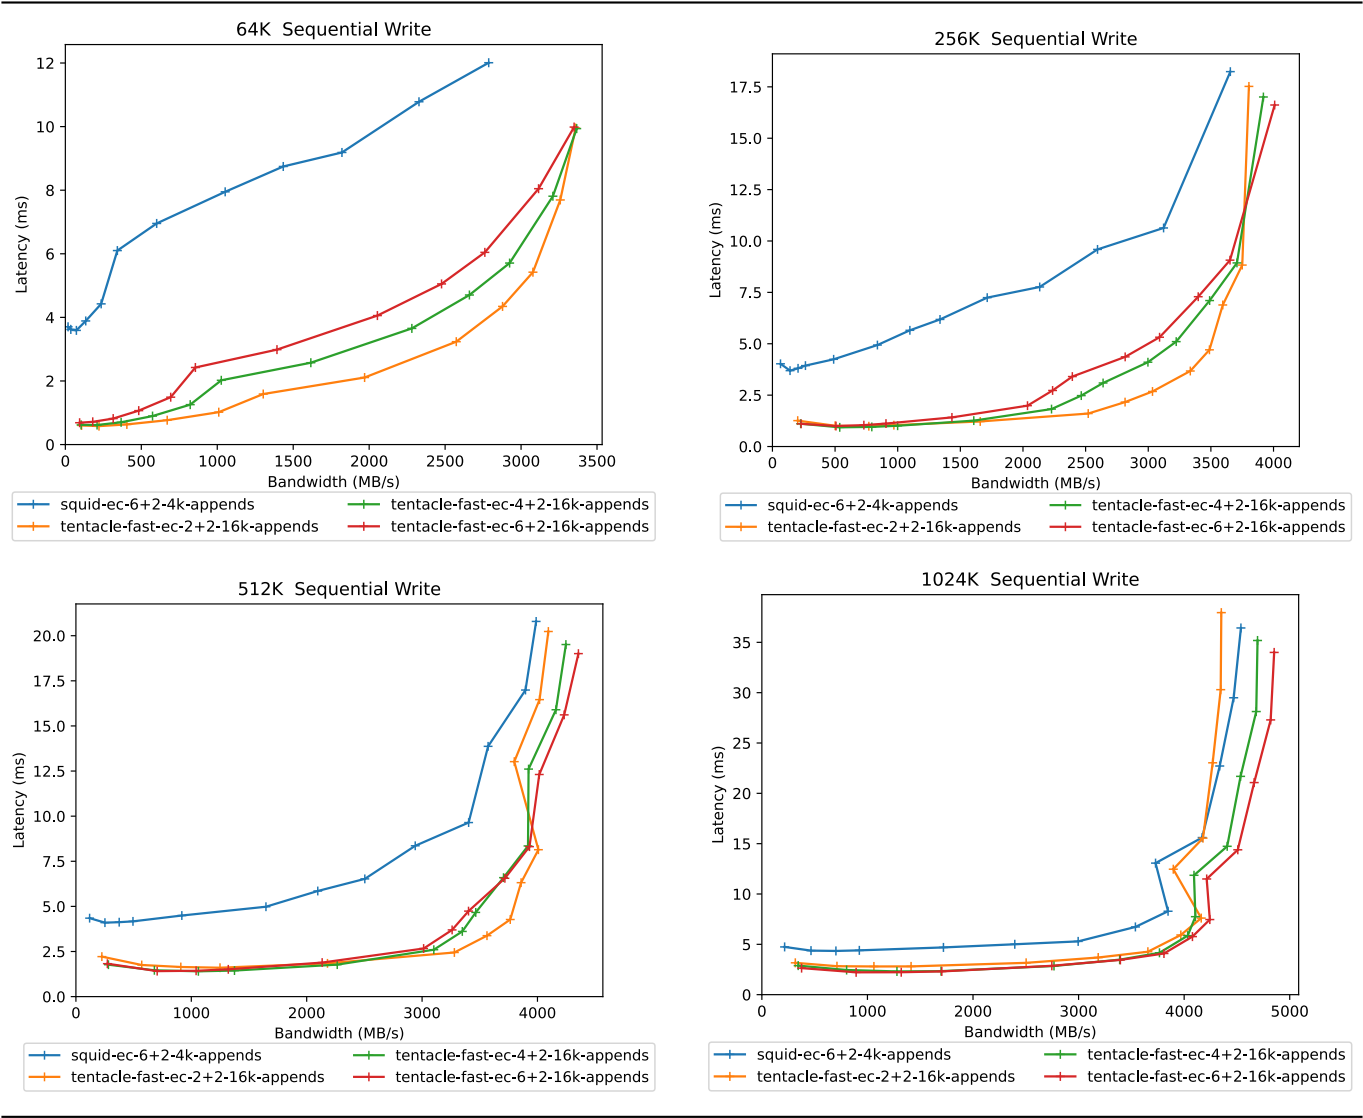 64K  Sequential Write
12
10
8
6
4
2
0
Latency (ms)
0 500 1000 1500 2000 2500 3000 3500
Bandwidth (MB/s)
squid-ec-6+2-4k-appends
tentacle-fast-ec-2+2-16k-appends
tentacle-fast-ec-4+2-16k-appends
tentacle-fast-ec-6+2-16k-appends
256K  Sequential Write
17.5
15.0
12.5
10.0
7.5
5.0
2.5
0.0
Latency (ms)
0 500 1000 1500 2000 2500 3000 3500 4000
Bandwidth (MB/s)
squid-ec-6+2-4k-appends
tentacle-fast-ec-2+2-16k-appends
tentacle-fast-ec-4+2-16k-appends
tentacle-fast-ec-6+2-16k-appends
512K  Sequential Write
20.0
17.5
15.0
12.5
10.0
7.5
5.0
2.5
0.0
Latency (ms)
0 1000 2000 3000 4000
Bandwidth (MB/s)
squid-ec-6+2-4k-appends
tentacle-fast-ec-2+2-16k-appends
tentacle-fast-ec-4+2-16k-appends
tentacle-fast-ec-6+2-16k-appends
1024K  Sequential Write
35
30
25
20
15
10
5
0
Latency (ms)
0 1000 2000 3000 4000 5000
Bandwidth (MB/s)
squid-ec-6+2-4k-appends
tentacle-fast-ec-2+2-16k-appends
tentacle-fast-ec-4+2-16k-appends
tentacle-fast-ec-6+2-16k-appends